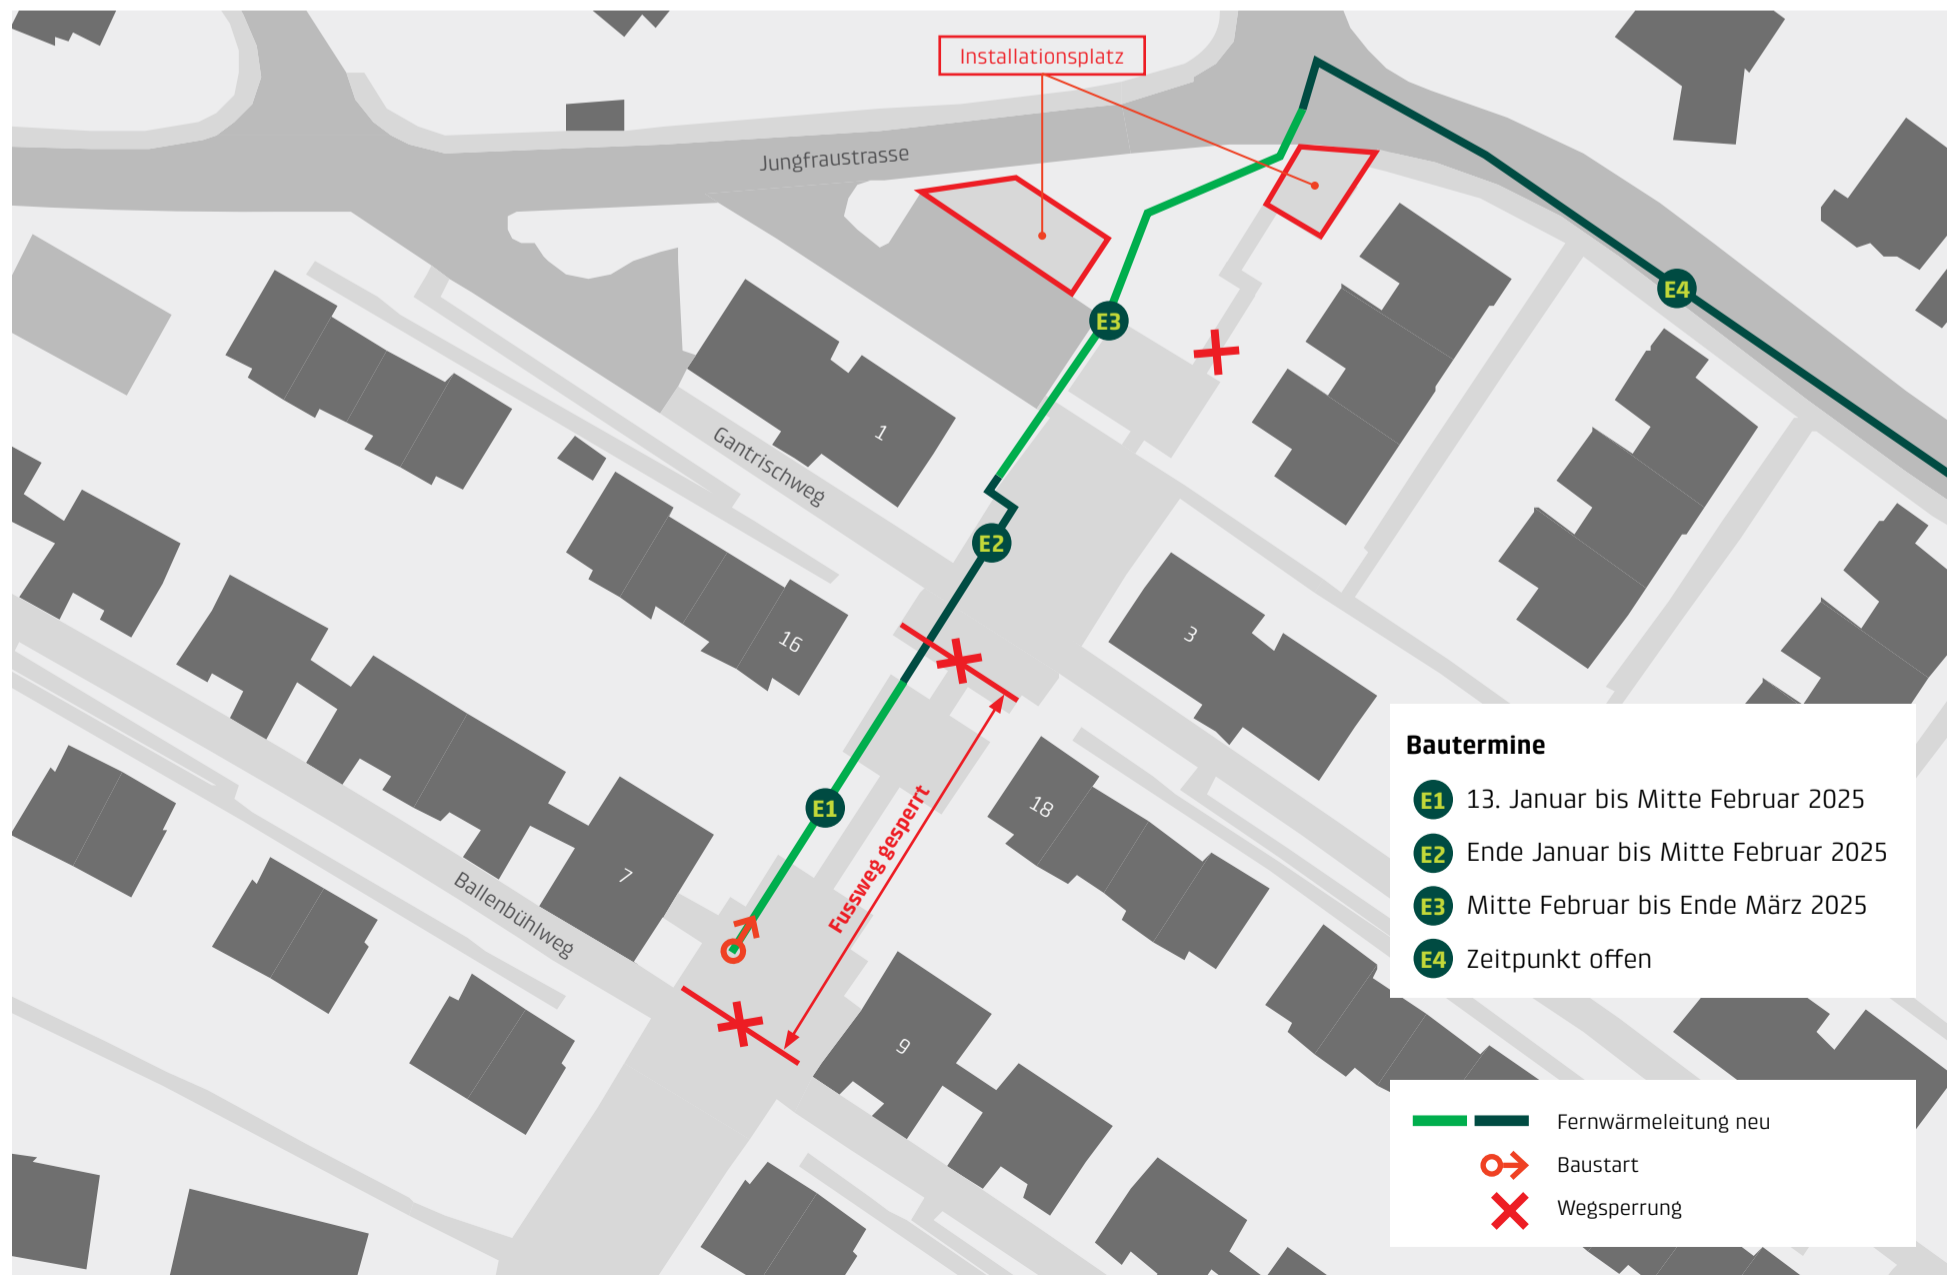 Installationsplatz
Jungfraustrasse
E3
E4
Gantrischweg
1
E2
16
3
E1
18
Fussweg gesperrt
Ballenbühlweg
7
9
Bautermine
E1 13. Januar bis Mitte Februar 2025
E2 Ende Januar bis Mitte Februar 2025
E3 Mitte Februar bis Ende März 2025
E4 Zeitpunkt offen
Fernwärmeleitung neu
Baustart
Wegsperrung